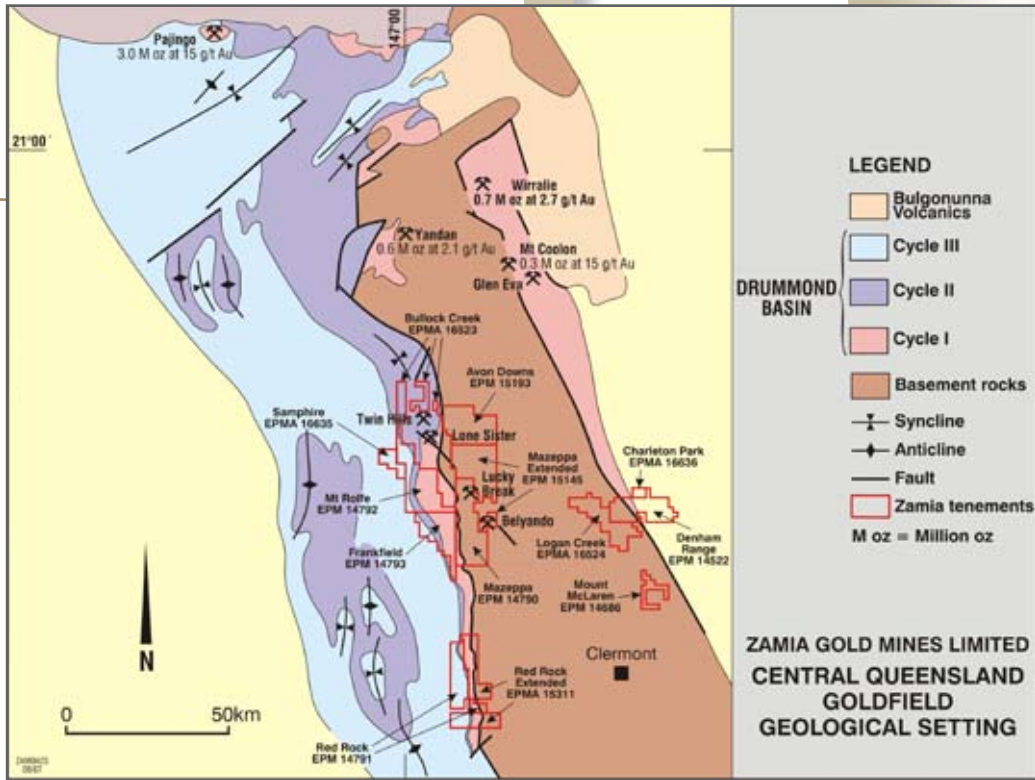 147°00'
Pajingo
3.0 M oz at 15 g/t Au
21°00'
Wirralie
0.7 M oz at 2.7 g/t Au
Yandan
0.6 M oz at 2.1 g/t Au
Mt Coolon
0.3 M oz at 15 g/t Au
Glen Eva
Bullock Creek
EPMA 16523
Avon Downs
EPM 15193
Samphire
EPMA 16635
Twin Hills
Lone Sister
Mazeppa
Extended
EPM 15145
Charleton Park
EPMA 16636
Lucky
Break
Mt Rolfe
EPM 14792
Belyando
Logan Creek
EPMA 16524
Denham
Range
EPM 14522
Frankfield
EPM 14793
Mazeppa
EPM 14790
Mount
McLaren
EPM 14686
Clermont
Red Rock
Extended
EPMA 15311
Red Rock
EPM 14791
N
0 50km
LEGEND
Bulgonunna
Volcanics
DRUMMOND
BASIN
Cycle III
Cycle II
Cycle I
Basement rocks
Syncline
Anticline
Fault
Zamia tenements
M oz = Million oz
ZAMIA GOLD MINES LIMITED
CENTRAL QUEENSLAND
GOLDFIELD
GEOLOGICAL SETTING